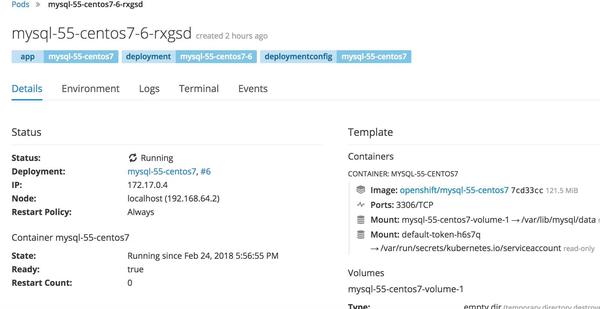 Pods » mysql-55-centos7-6-rxgsd
mysql-55-centos7-6-rxgsd created 2 hours ago
app mysql-55-centos7 deployment mysql-55-centos7-6 deploymentconfig mysql-55-centos7
Details Environment Logs Terminal Events
Status
Status: Running
Deployment: mysql-55-centos7, #6
IP: 172.17.0.4
Node: localhost (192.168.64.2)
Restart Policy: Always
Container mysql-55-centos7
State: Running since Feb 24, 2018 5:56:55 PM
Ready: true
Restart Count: 0
Template
Containers
CONTAINER: MYSQL-55-CENTOS7
Image: openshift/mysql-55-centos7 7cd33cc 121.5 MiB
Ports: 3306/TCP
Mount: mysql-55-centos7-volume-1 → /var/lib/mysql/data
Mount: default-token-h6s7q
→ /var/run/secrets/kubernetes.io/serviceaccount read-only
Volumes
mysql-55-centos7-volume-1
Type: empty dir (temporary directory destroye